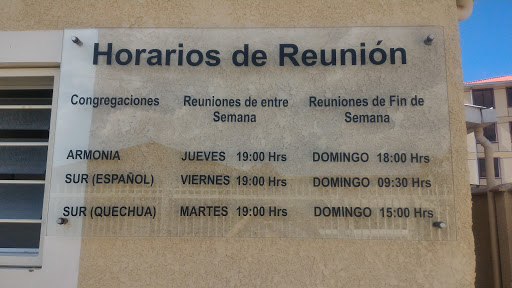 Horarios de Reunión
Congregaciones Reuniones de entre Reuniones de Fin de
Semana Semana
ARMONIA JUEVES 19:00 Hrs DOMINGO 18:00 Hrs
SUR (ESPAÑOL) VIERNES 19:00 Hrs DOMINGO 09:30 Hrs
SUR (QUECHUA) MARTES 19:00 Hrs DOMINGO 15:00 Hrs